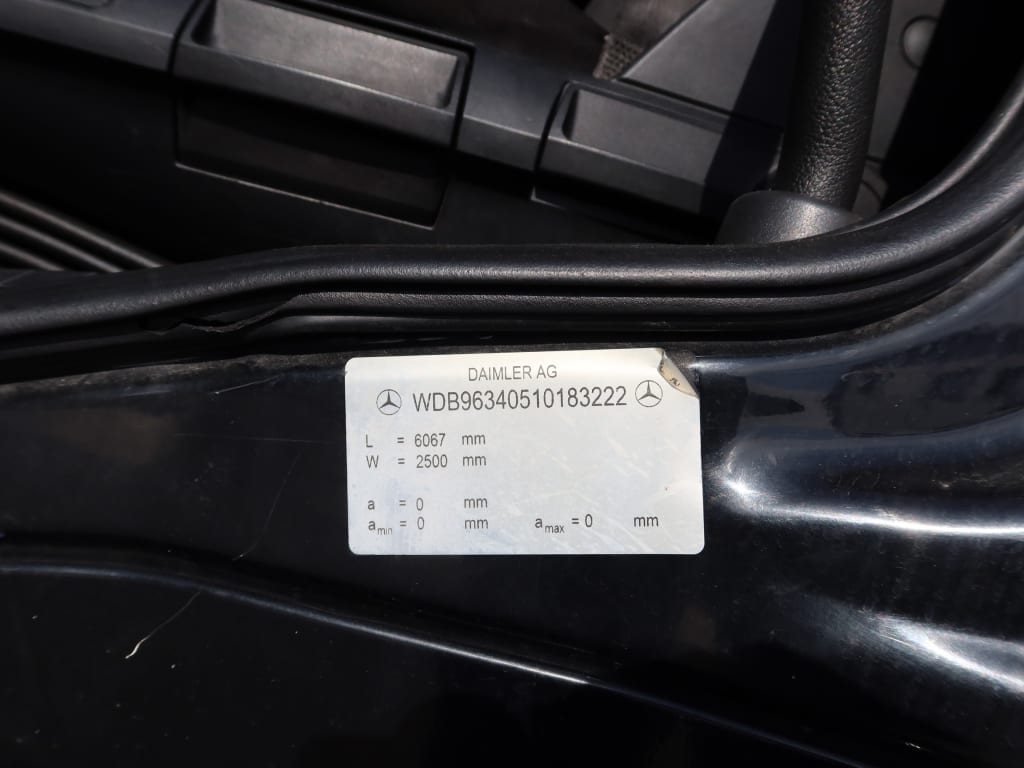 DAIMLER AG
WDB96340510183222
L = 6067 mm
W = 2500 mm
a = 0 mm
amin = 0 mm amax = 0 mm